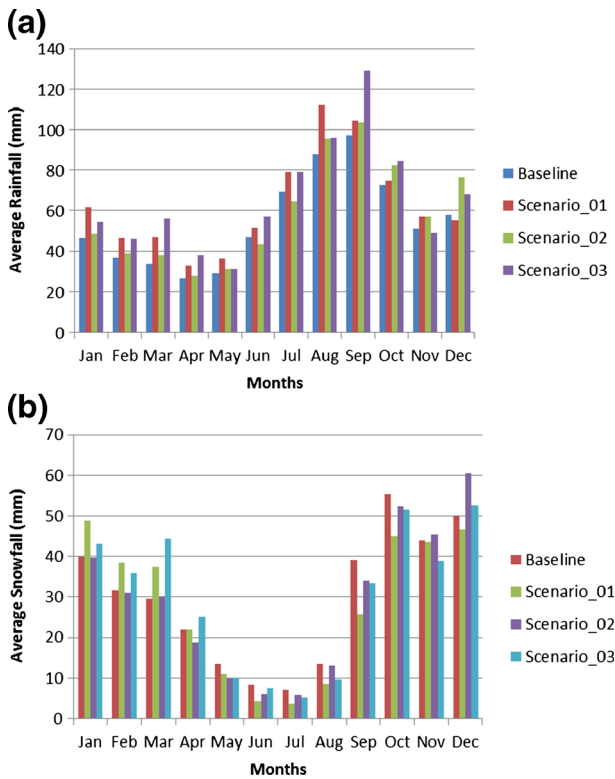 (a)
140
120
100
80
60
40
20
0
Average Rainfall (mm)
Jan Feb Mar Apr May Jun Jul Aug Sep Oct Nov Dec
Months
Baseline
Scenario_01
Scenario_02
Scenario_03
(b)
70
60
50
40
30
20
10
0
Average Snowfall (mm)
Jan Feb Mar Apr May Jun Jul Aug Sep Oct Nov Dec
Months
Baseline
Scenario_01
Scenario_02
Scenario_03